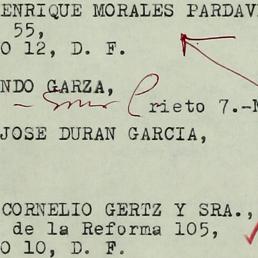 ENRIQUE MORALES PARDAV
55,
O 12, D. F.
NDO GARZA,
rieto 7.-M
JOSE DURAN GARCIA,
CORNELIO GERTZ Y SRA.,
de la Reforma 105,
O 10, D. F.